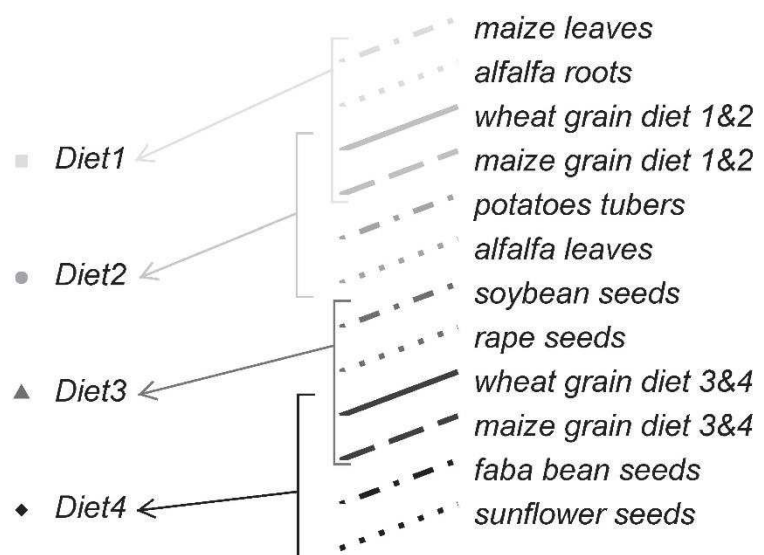 maize leaves
alfalfa roots
wheat grain diet 1&2
Diet1
maize grain diet 1&2
potatoes tubers
alfalfa leaves
Diet2
soybean seeds
rape seeds
wheat grain diet 3&4
Diet3
maize grain diet 3&4
faba bean seeds
Diet4
sunflower seeds